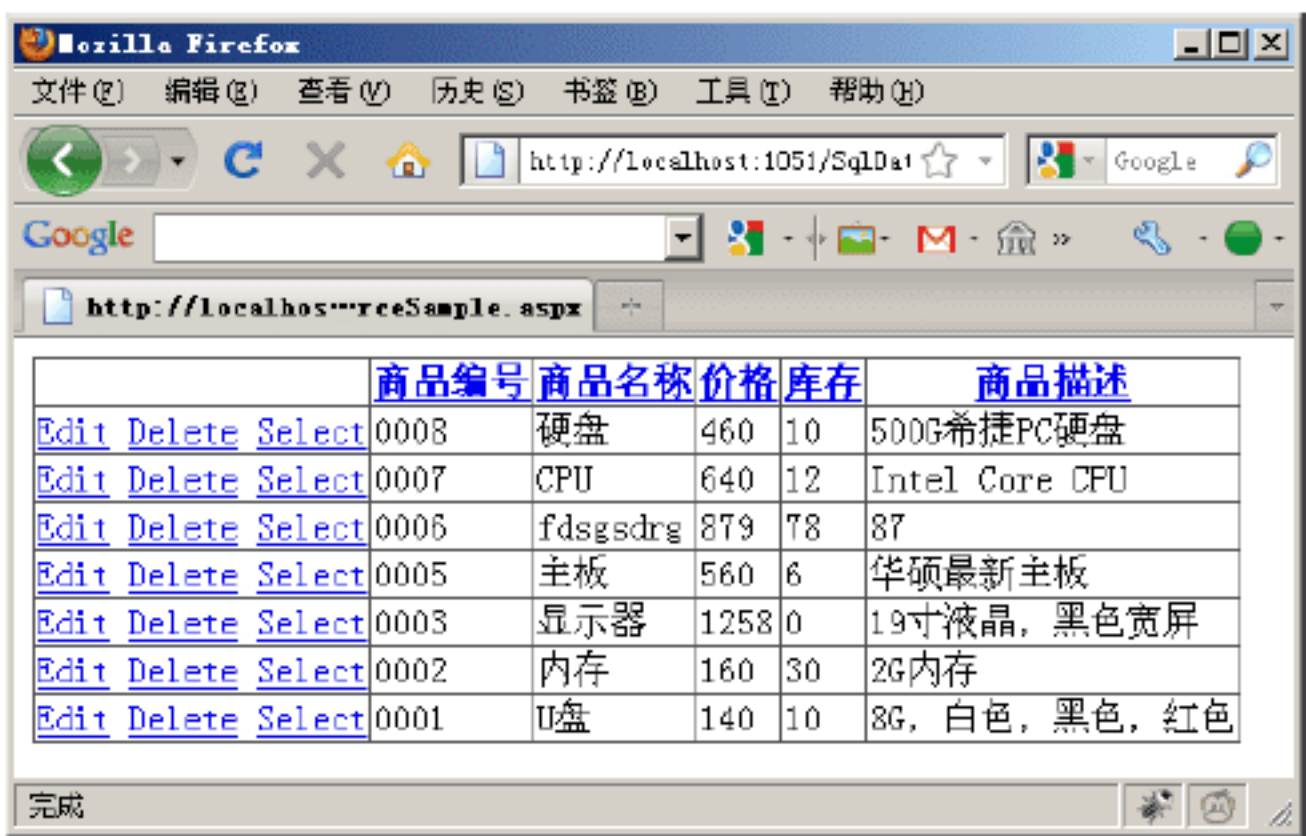 Mozilla Firefox
文件(F) 编辑(E) 查看(V) 历史(S) 书签(B) 工具(T) 帮助(H)
http://localhost:1051/SqlDat Google
Google
http://localhos…rceSample.aspx
商品编号 商品名称 价格 库存 商品描述
Edit Delete Select 0008 硬盘 460 10 500G希捷PC硬盘
Edit Delete Select 0007 CPU 640 12 Intel Core CPU
Edit Delete Select 0006 fdsgsdrg 879 78 87
Edit Delete Select 0005 主板 560 6 华硕最新主板
Edit Delete Select 0003 显示器 1258 0 19寸液晶，黑色宽屏
Edit Delete Select 0002 内存 160 30 2G内存
Edit Delete Select 0001 U盘 140 10 8G，白色，黑色，红色
完成